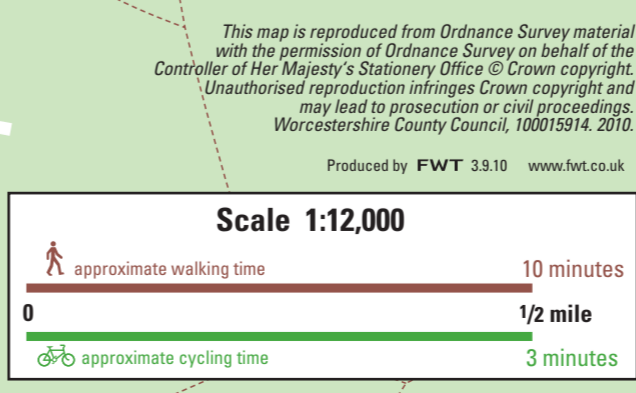 This map is reproduced from Ordnance Survey material
with the permission of Ordnance Survey on behalf of the
Controller of Her Majesty's Stationery Office © Crown copyright.
Unauthorised reproduction infringes Crown copyright and
may lead to prosecution or civil proceedings.
Worcestershire County Council, 100015914. 2010.
Produced by FWT 3.9.10 www.fwt.co.uk
Scale 1:12,000
approximate walking time 10 minutes
0 1/2 mile
approximate cycling time 3 minutes